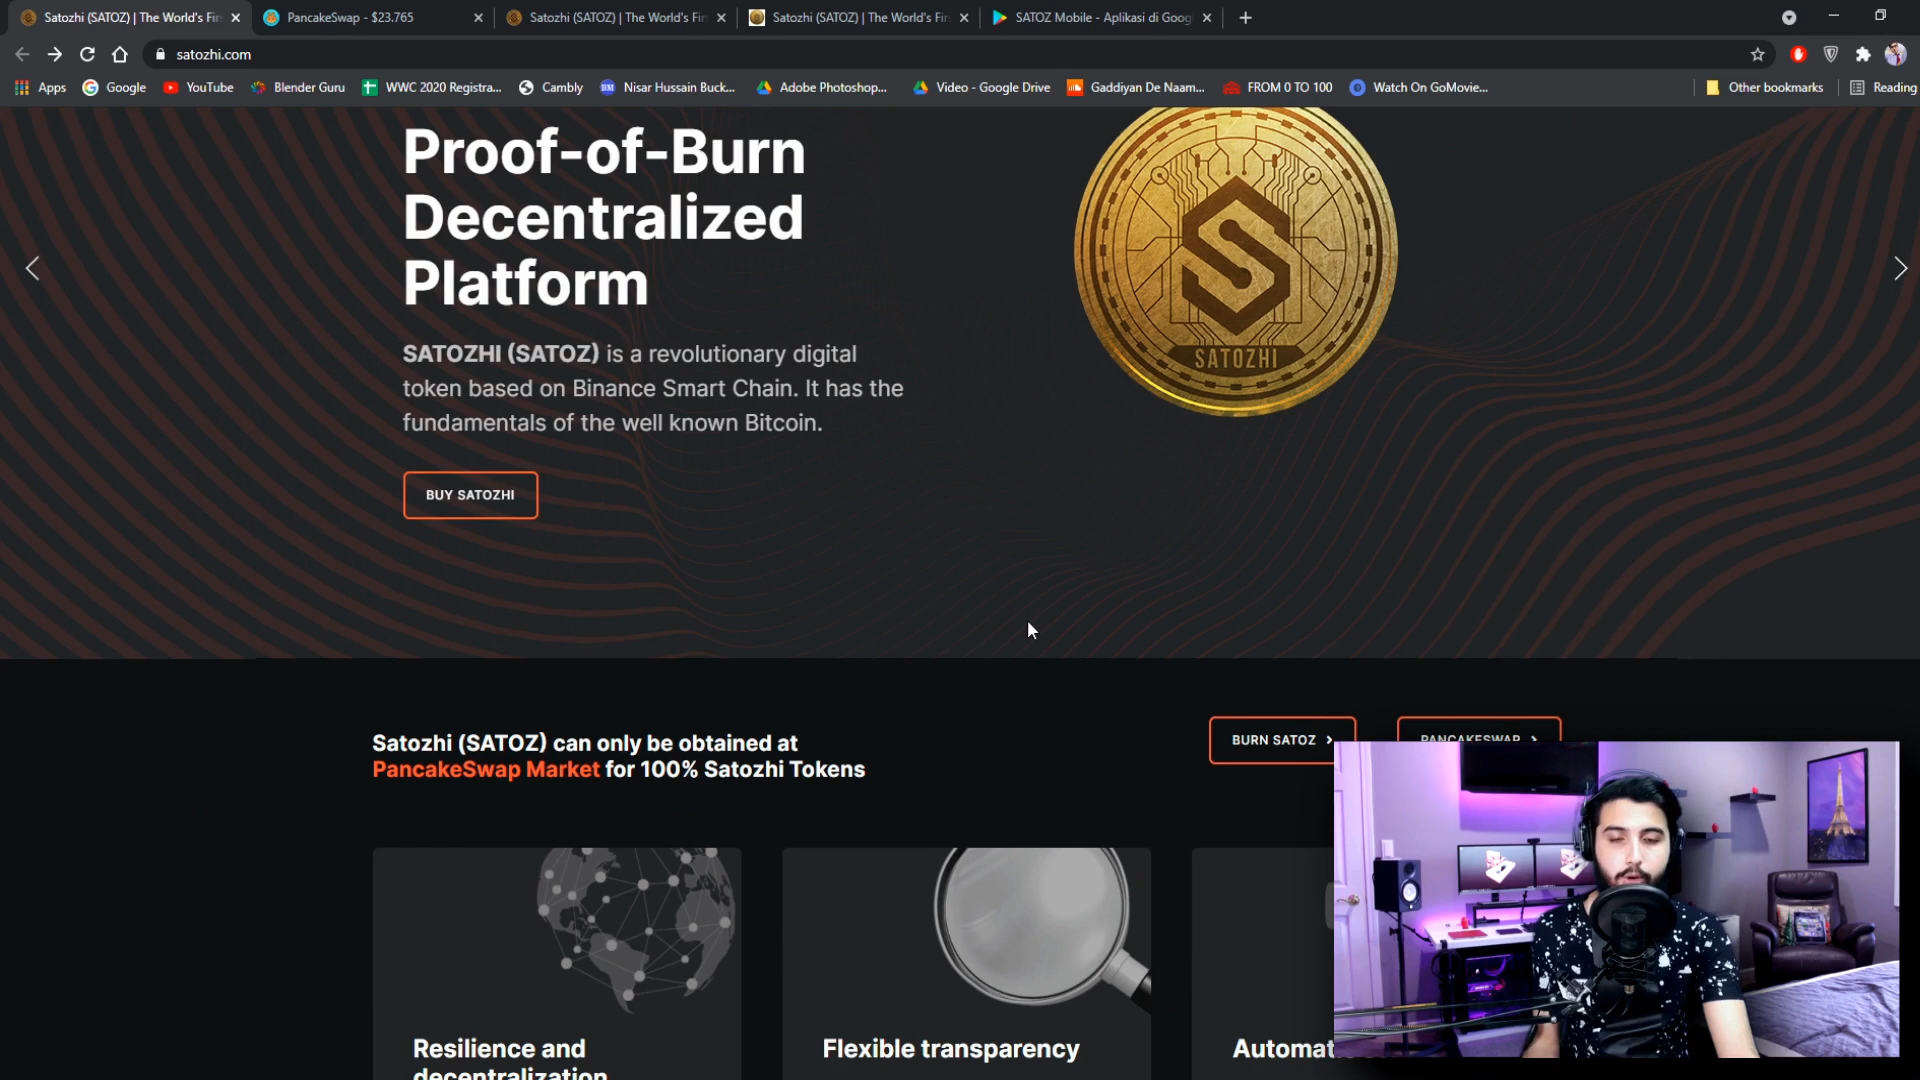 Satozhi (SATOZ) | The World's Fir
PancakeSwap - $23.765
Satozhi (SATOZ) | The World's Fir
Satozhi (SATOZ) | The World's Fir
SATOZ Mobile - Aplikasi di Goog
satozhi.com
Apps
Google
YouTube
Blender Guru
WWC 2020 Registra...
Cambly
Nisar Hussain Buck...
Adobe Photoshop...
Video - Google Drive
Gaddiyan De Naam...
FROM 0 TO 100
Watch On GoMovie...
Other bookmarks
Reading
Proof-of-Burn
Decentralized
Platform
SATOZHI (SATOZ) is a revolutionary digital
token based on Binance Smart Chain. It has the
fundamentals of the well known Bitcoin.
BUY SATOZHI
SATOZHI
Satozhi (SATOZ) can only be obtained at
PancakeSwap Market for 100% Satozhi Tokens
BURN SATOZ
PANCAKESWAP
Resilience and
decentralization
Flexible transparency
Automat